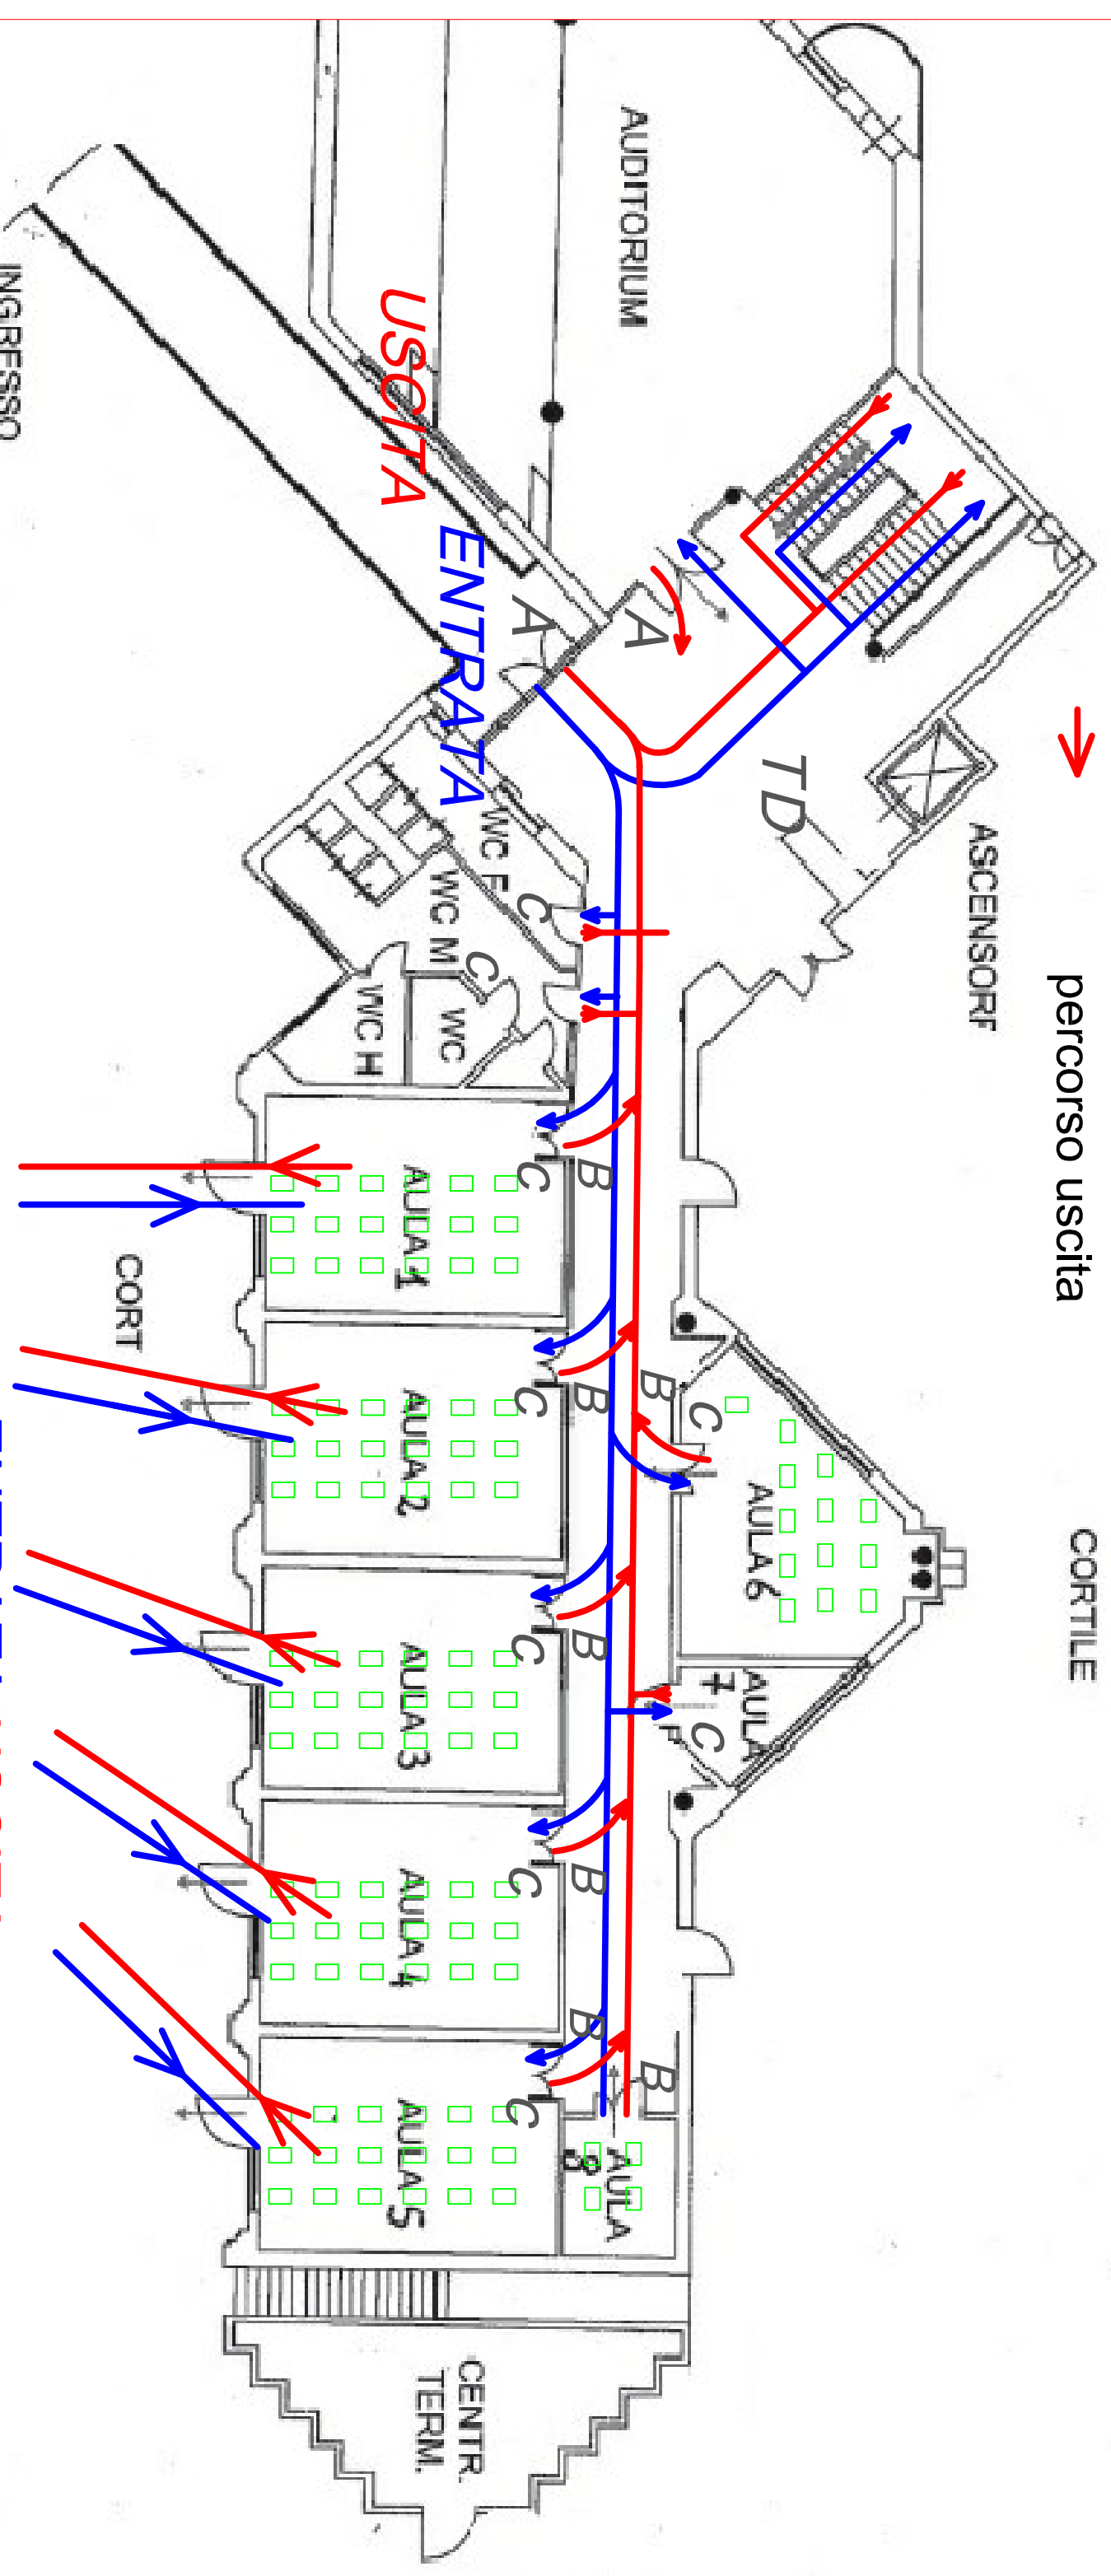 percorso uscita
CORTILE
ASCENSORE
AUDITORIUM
TD
A
A
USCITA
ENTRATA
INGRESSO
WC F
C
WC M
C
WC H
WC
B
C
AULA 1
B
C
AULA 2
B
C
AULA 6
B
C
AULA 3
AULA
7
C
B
C
AULA 4
B
B
C
AULA 5
AULA
8
CORT
CENTR.
TERM.